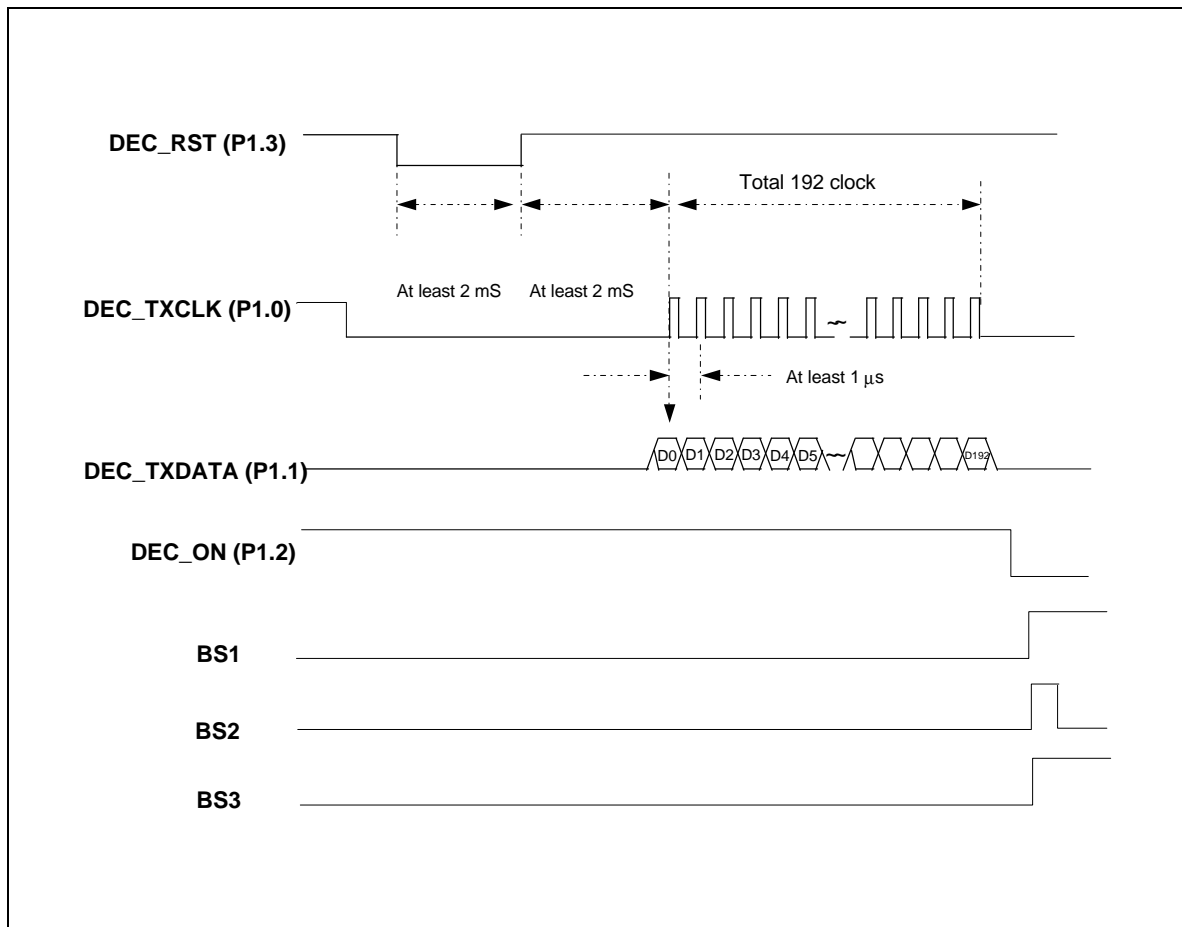 DEC_RST (P1.3)
Total 192 clock
At least 2 mS
At least 2 mS
DEC_TXCLK (P1.0)
At least 1 μs
DEC_TXDATA (P1.1)
D0 D1 D2 D3 D4 D5 D192
DEC_ON (P1.2)
BS1
BS2
BS3